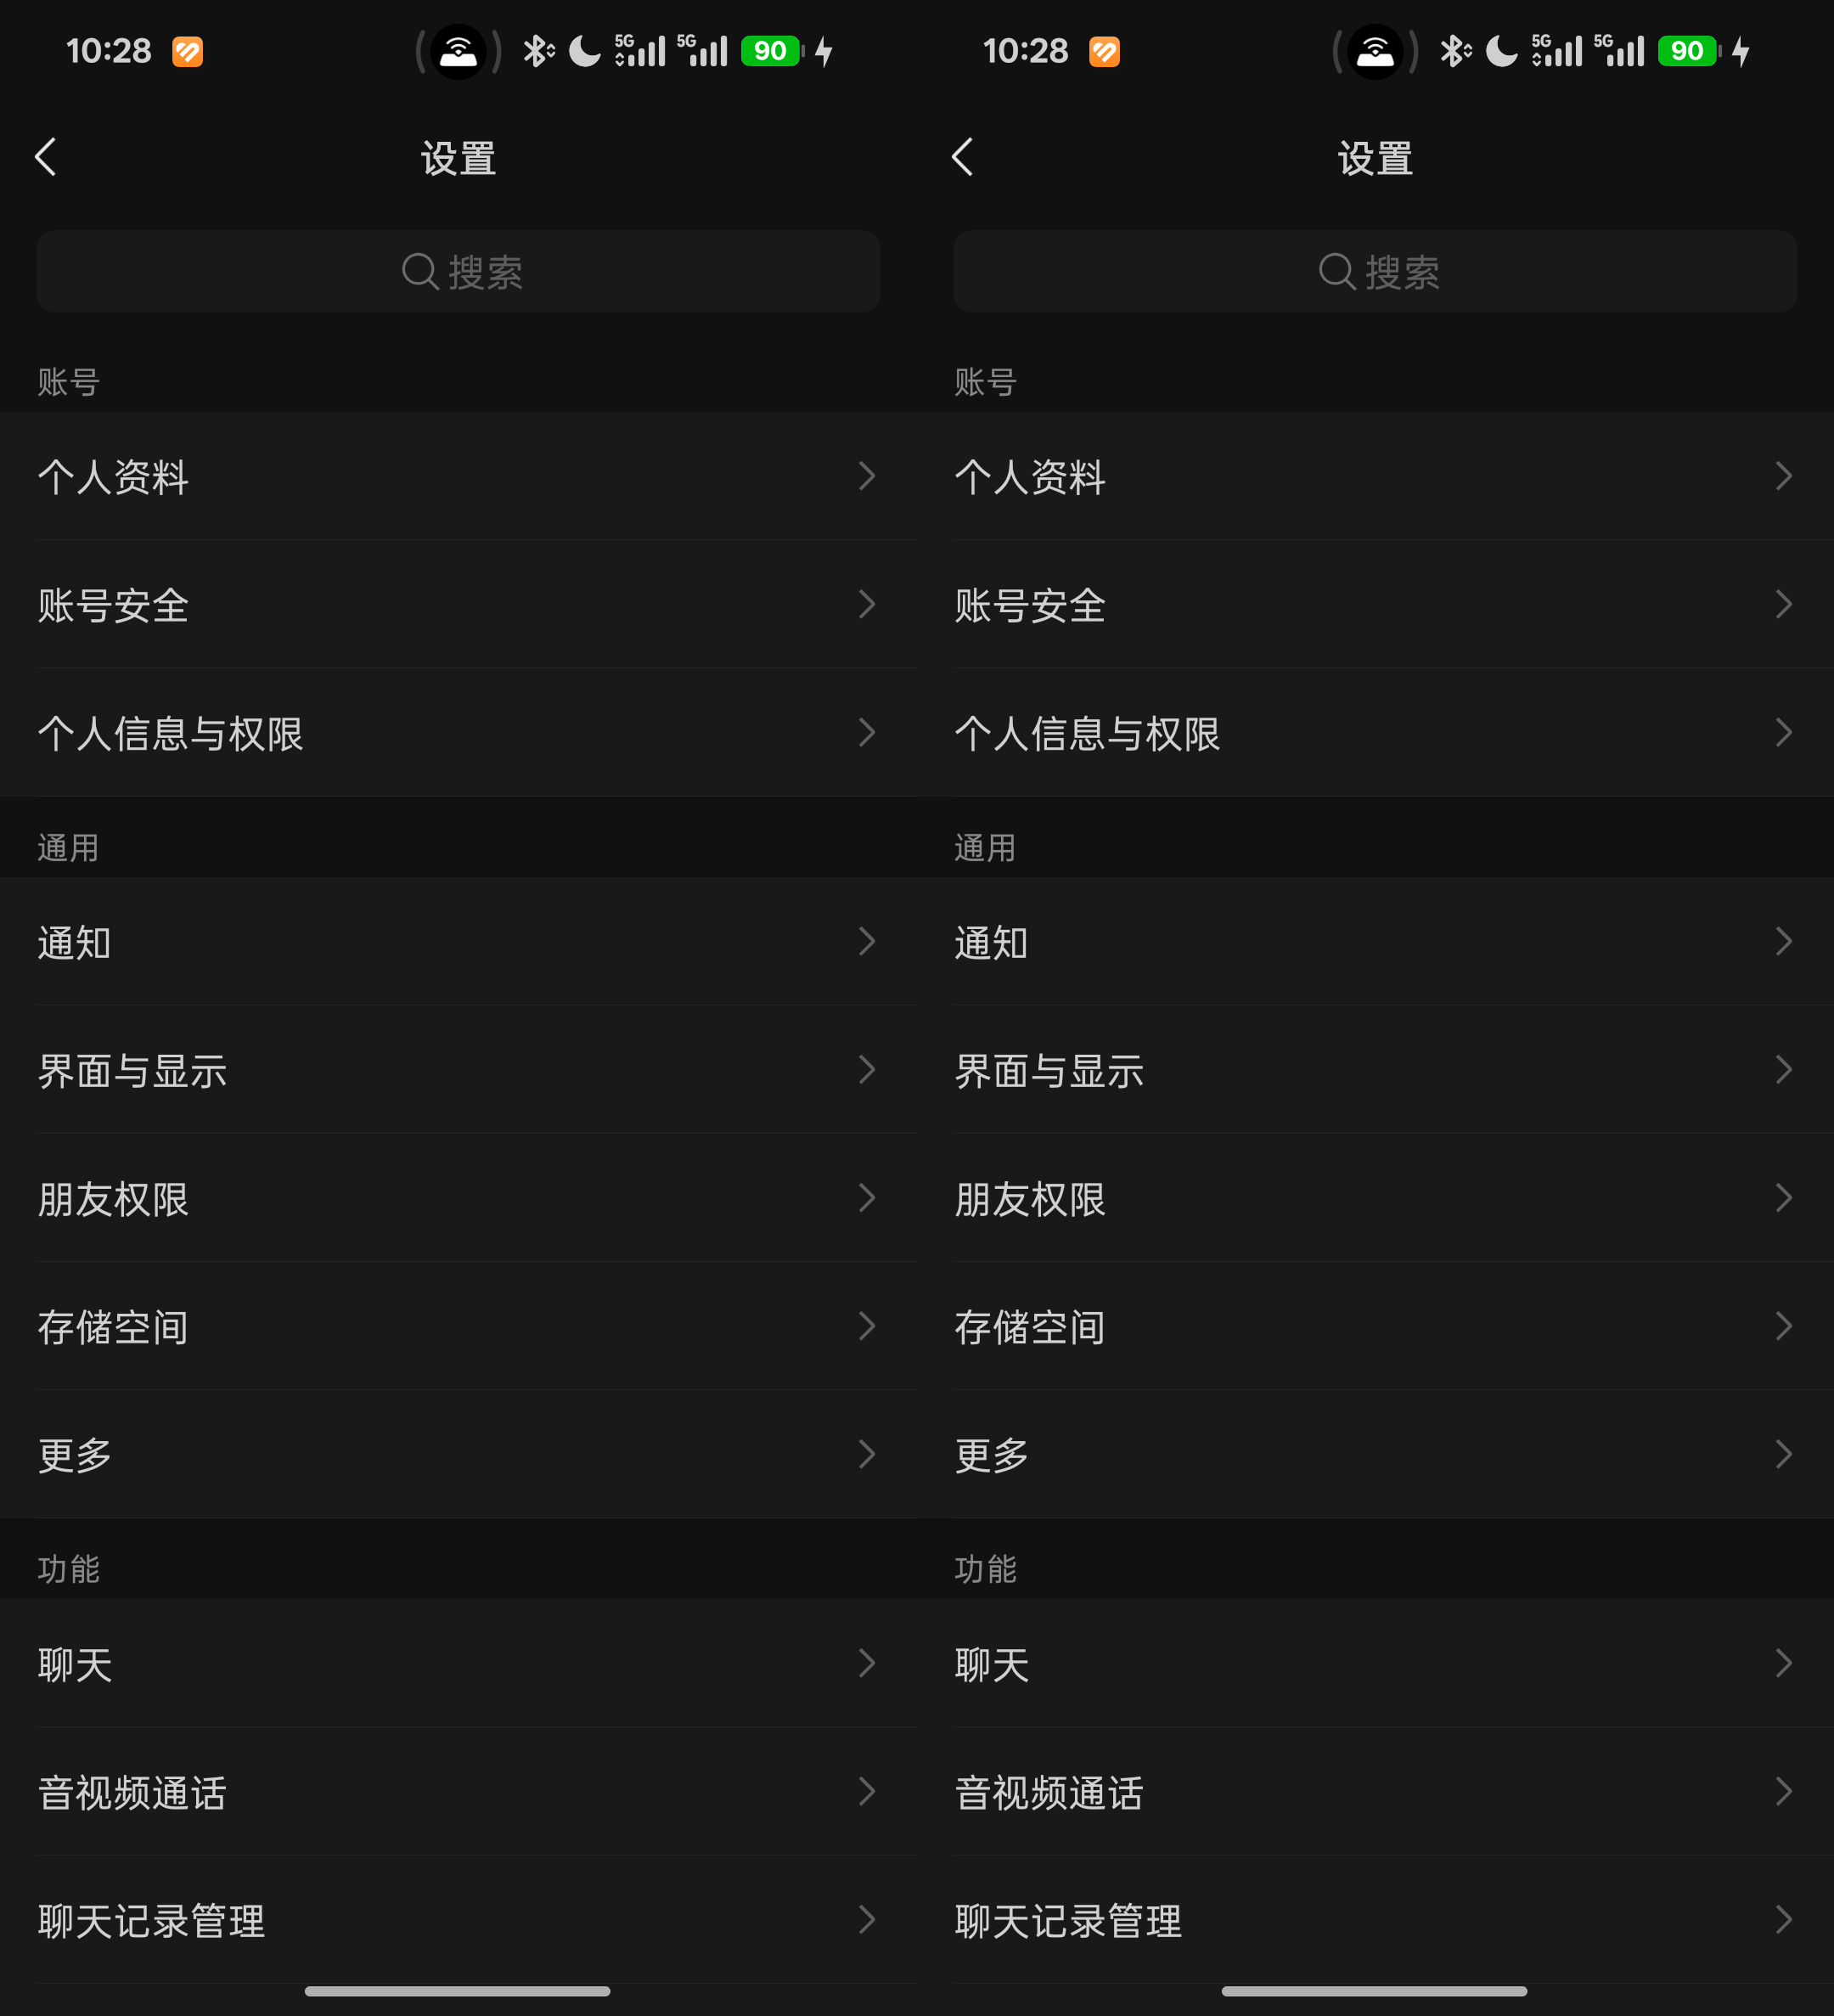 10:28
5G
5G
90
设置
搜索
账号
个人资料
账号安全
个人信息与权限
通用
通知
界面与显示
朋友权限
存储空间
更多
功能
聊天
音视频通话
聊天记录管理
10:28
5G
5G
90
设置
搜索
账号
个人资料
账号安全
个人信息与权限
通用
通知
界面与显示
朋友权限
存储空间
更多
功能
聊天
音视频通话
聊天记录管理